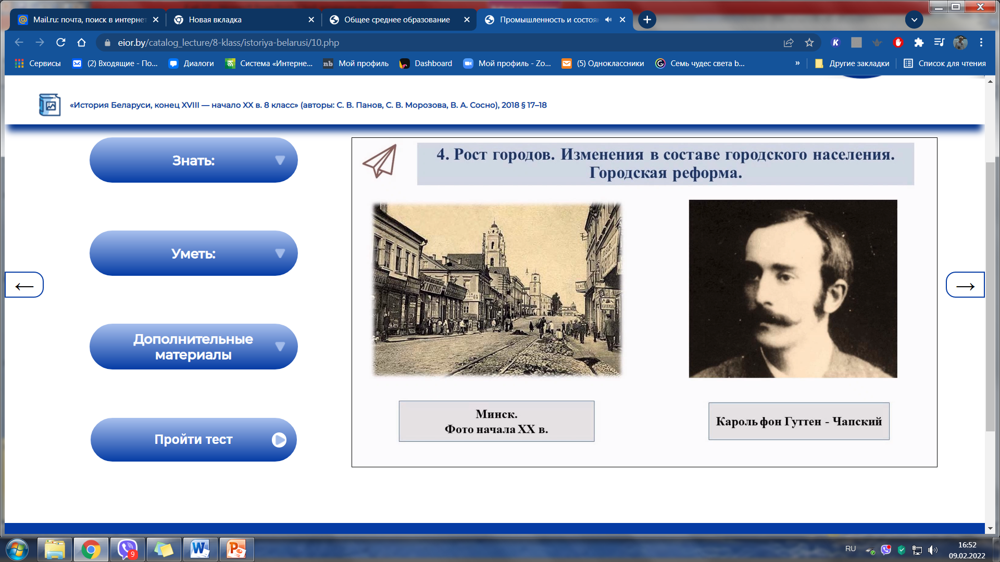 Mail.ru: почта, поиск в интернет
Новая вкладка
Общее среднее образование
Промышленность и состоя
eior.by/catalog_lecture/8-klass/istoriya-belarusi/10.php
Сервисы
(2) Входящие - По...
Диалоги
Система «Интерне...
nb Мой профиль
Dashboard
Мой профиль - Zo...
(5) Одноклассники
Семь чудес света b...
»
Другие закладки
Список для чтения
«История Беларуси, конец XVIII — начало XX в. 8 класс» (авторы: С. В. Панов, С. В. Морозова, В. А. Сосно), 2018 § 17–18
Знать:
Уметь:
Дополнительные
материалы
Пройти тест
4. Рост городов. Изменения в составе городского населения.
Городская реформа.
Минск.
Фото начала XX в.
Кароль фон Гуттен - Чапский
9
RU
16:52
09.02.2022